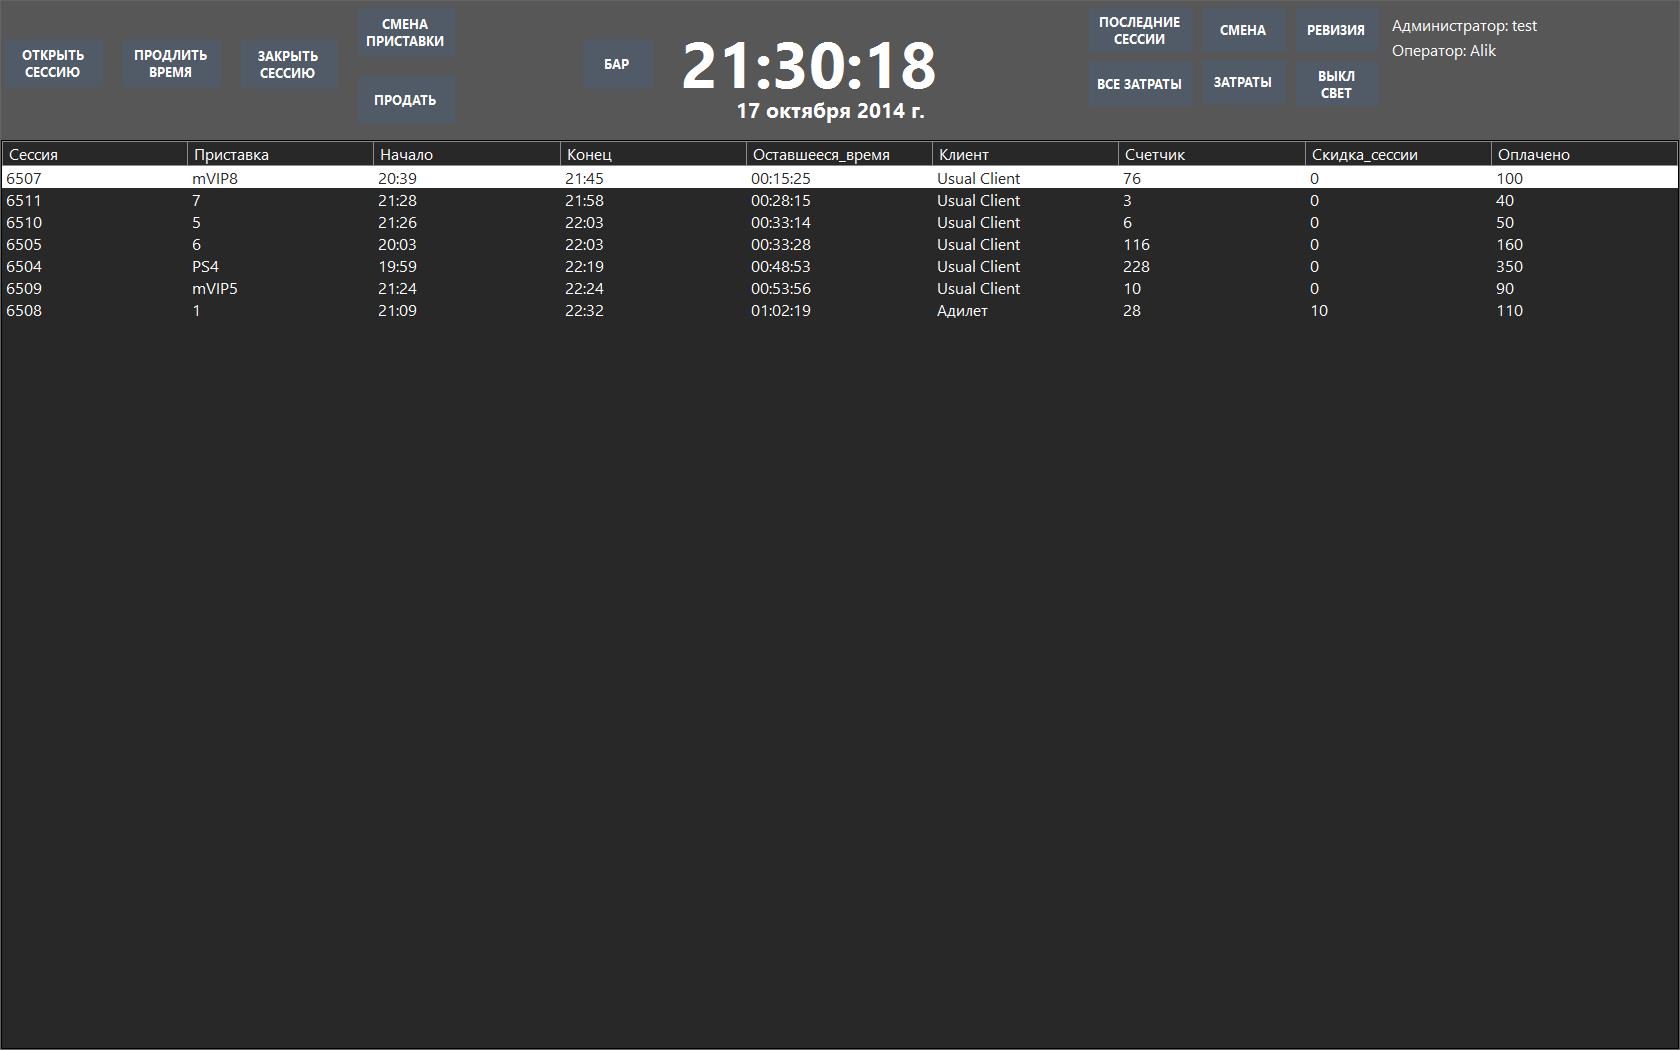 ОТКРЫТЬ
СЕССИЮ
ПРОДЛИТЬ
ВРЕМЯ
ЗАКРЫТЬ
СЕССИЮ
СМЕНА
ПРИСТАВКИ
ПРОДАТЬ
БАР
21:30:18
17 октября 2014 г.
ПОСЛЕДНИЕ
СЕССИИ
СМЕНА
РЕВИЗИЯ
ВСЕ ЗАТРАТЫ
ЗАТРАТЫ
ВЫКЛ
СВЕТ
Администратор: test
Оператор: Alik
Сессия Приставка Начало Конец Оставшееся_время Клиент Счетчик Скидка_сессии Оплачено
6507 mVIP8 20:39 21:45 00:15:25 Usual Client 76 0 100
6511 7 21:28 21:58 00:28:15 Usual Client 3 0 40
6510 5 21:26 22:03 00:33:14 Usual Client 6 0 50
6505 6 20:03 22:03 00:33:28 Usual Client 116 0 160
6504 PS4 19:59 22:19 00:48:53 Usual Client 228 0 350
6509 mVIP5 21:24 22:24 00:53:56 Usual Client 10 0 90
6508 1 21:09 22:32 01:02:19 Адилет 28 10 110